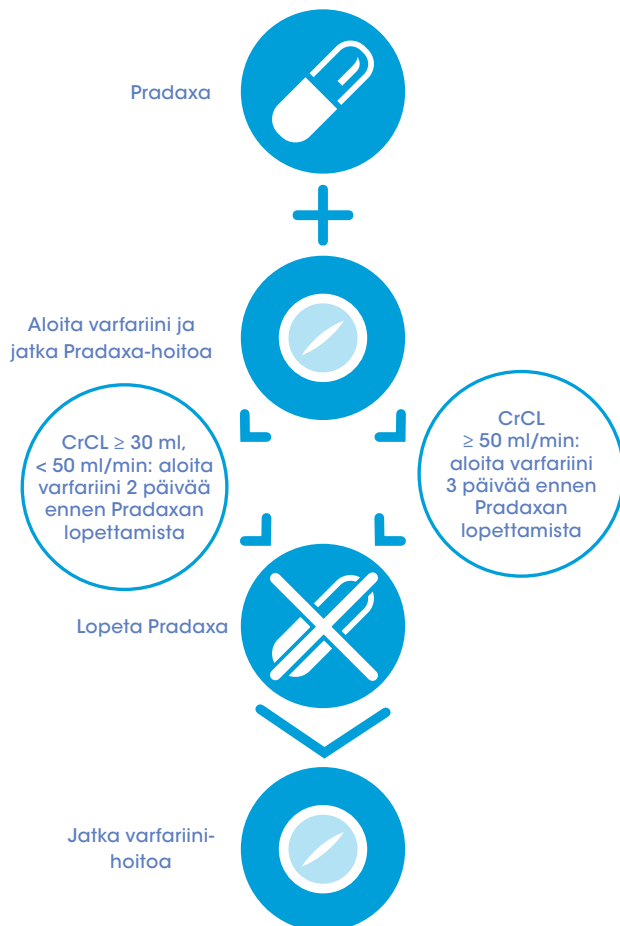 Pradaxa
Aloita varfariini ja
jatka Pradaxa-hoitoa
CrCL ≥ 30 ml,
< 50 ml/min: aloita
varfariini 2 päivää
ennen Pradaxan
lopettamista
CrCL
≥ 50 ml/min:
aloita varfariini
3 päivää ennen
Pradaxan
lopettamista
Lopeta Pradaxa
Jatka varfariini-
hoitoa